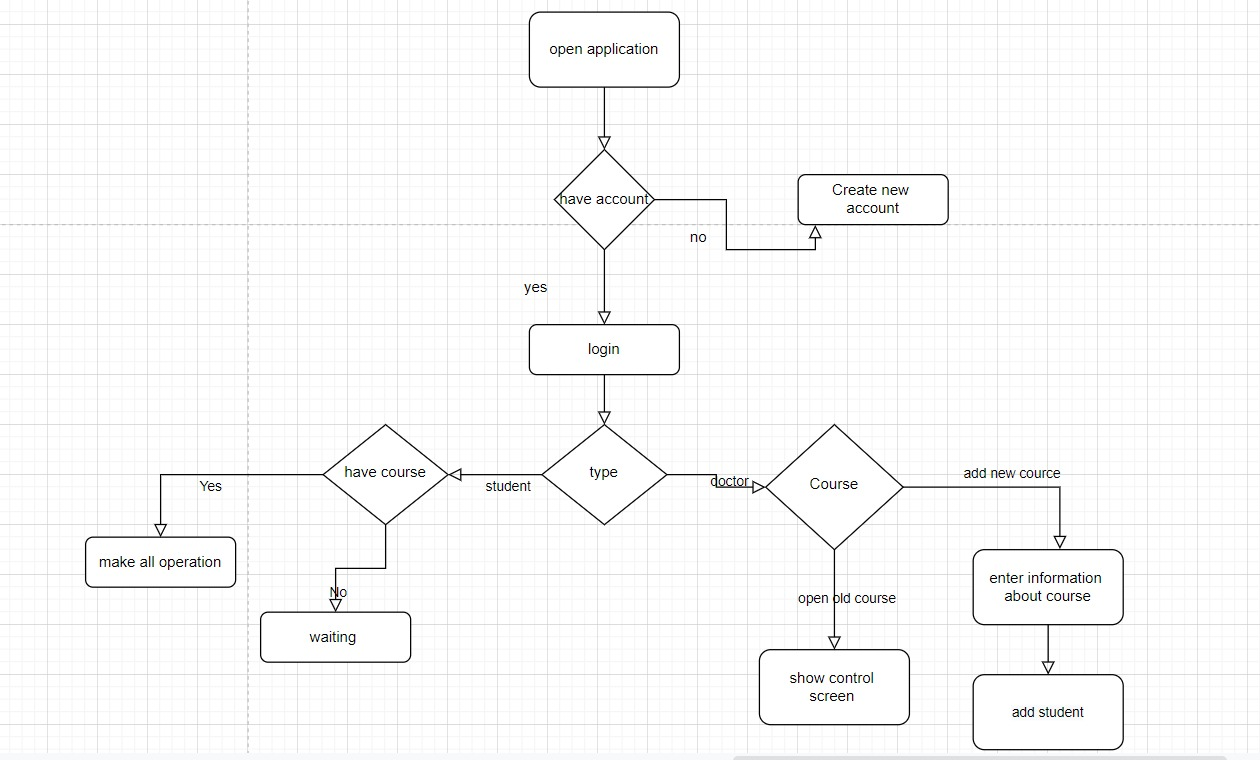 open application
have account
Create new
account
no
yes
login
have course
type
Course
add new cource
student
doctor
Yes
make all operation
enter information
about course
No
open old course
waiting
show control
screen
add student